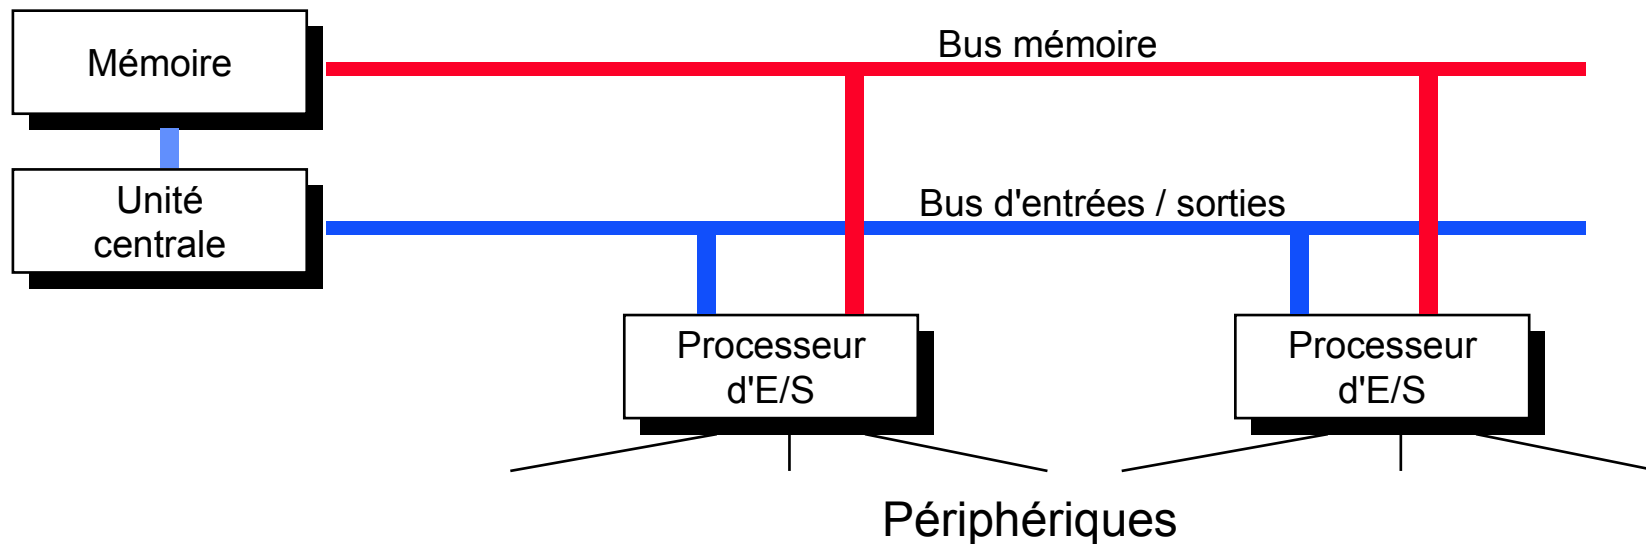 Mémoire
Bus mémoire
Unité
centrale
Bus d'entrées / sorties
Processeur
d'E/S
Processeur
d'E/S
Périphériques